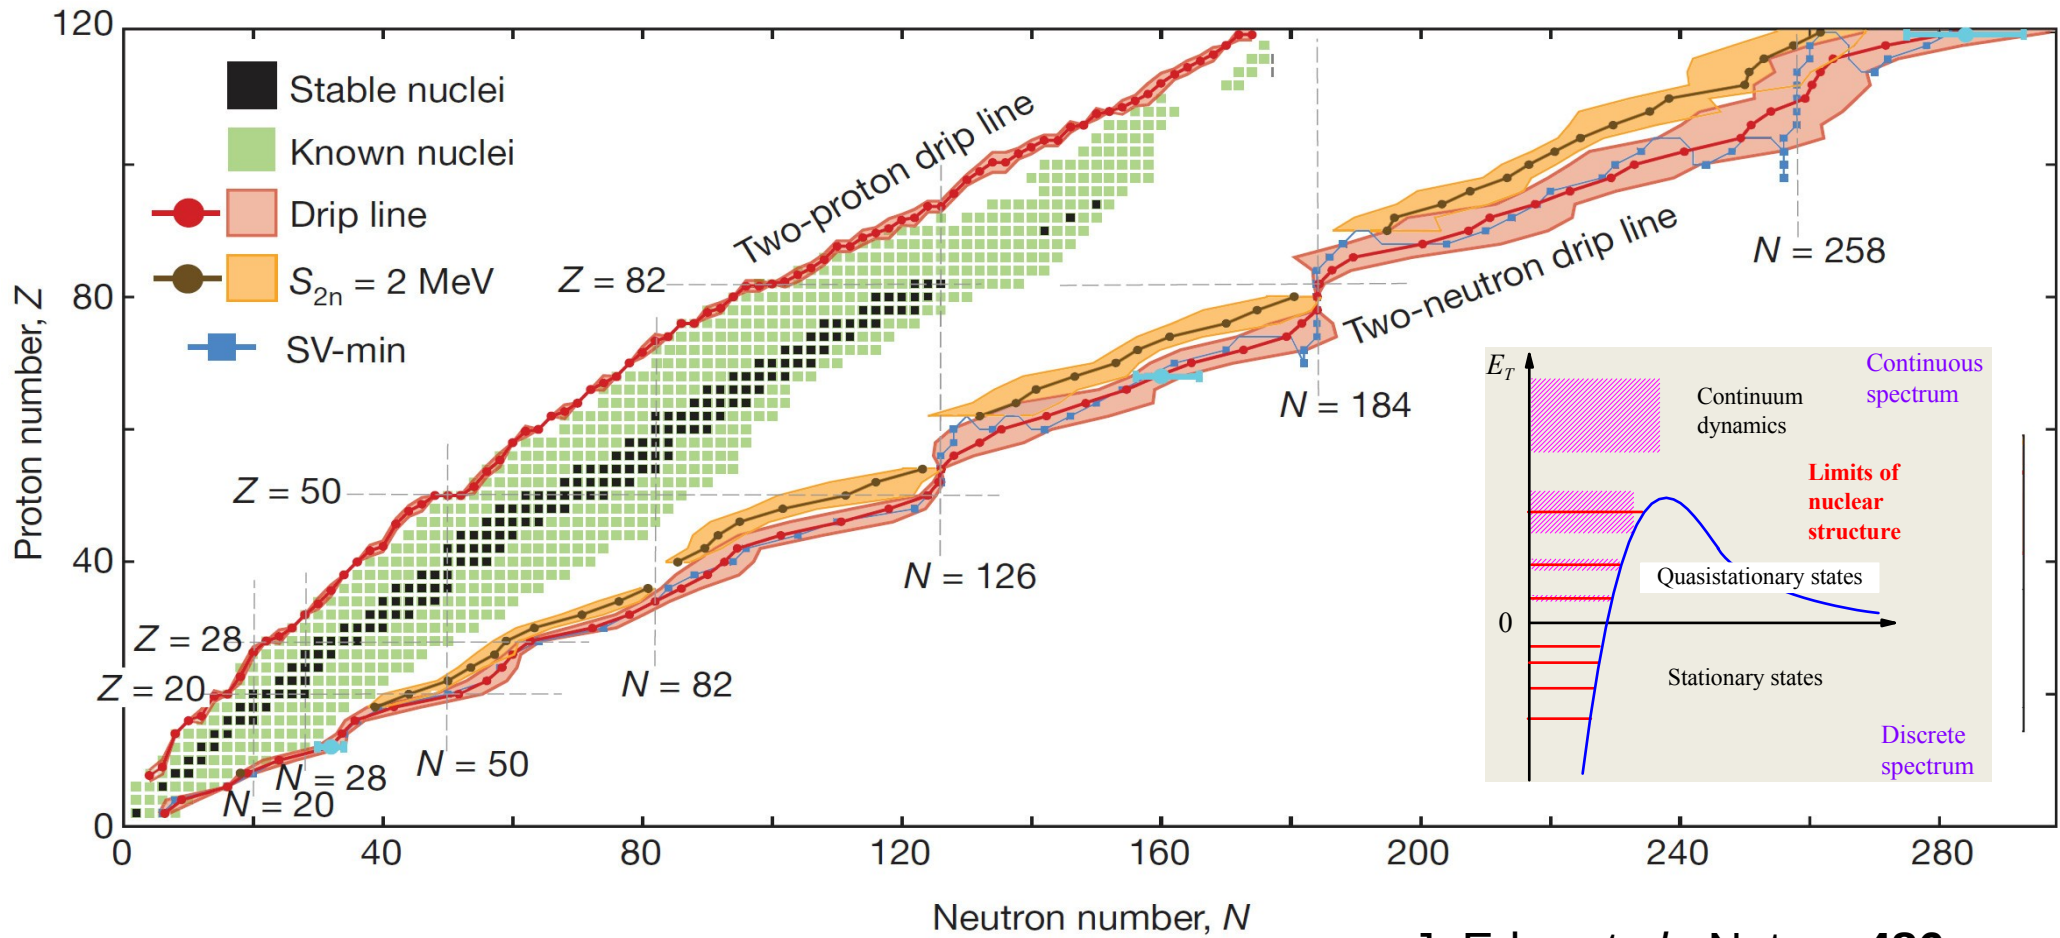 120
80
40
0
Proton number, Z
Stable nuclei
Known nuclei
Drip line
S2n = 2 MeV
SV-min
Two-proton drip line
Two-neutron drip line
Z = 82
Z = 50
Z = 28
Z = 20
N = 258
N = 184
N = 126
N = 82
N = 50
N = 28
N = 20
0 40 80 120 160 200 240 280
Neutron number, N
ET
Continuous
spectrum
Continuum
dynamics
Limits of
nuclear
structure
Quasistationary states
0
Stationary states
Discrete
spectrum